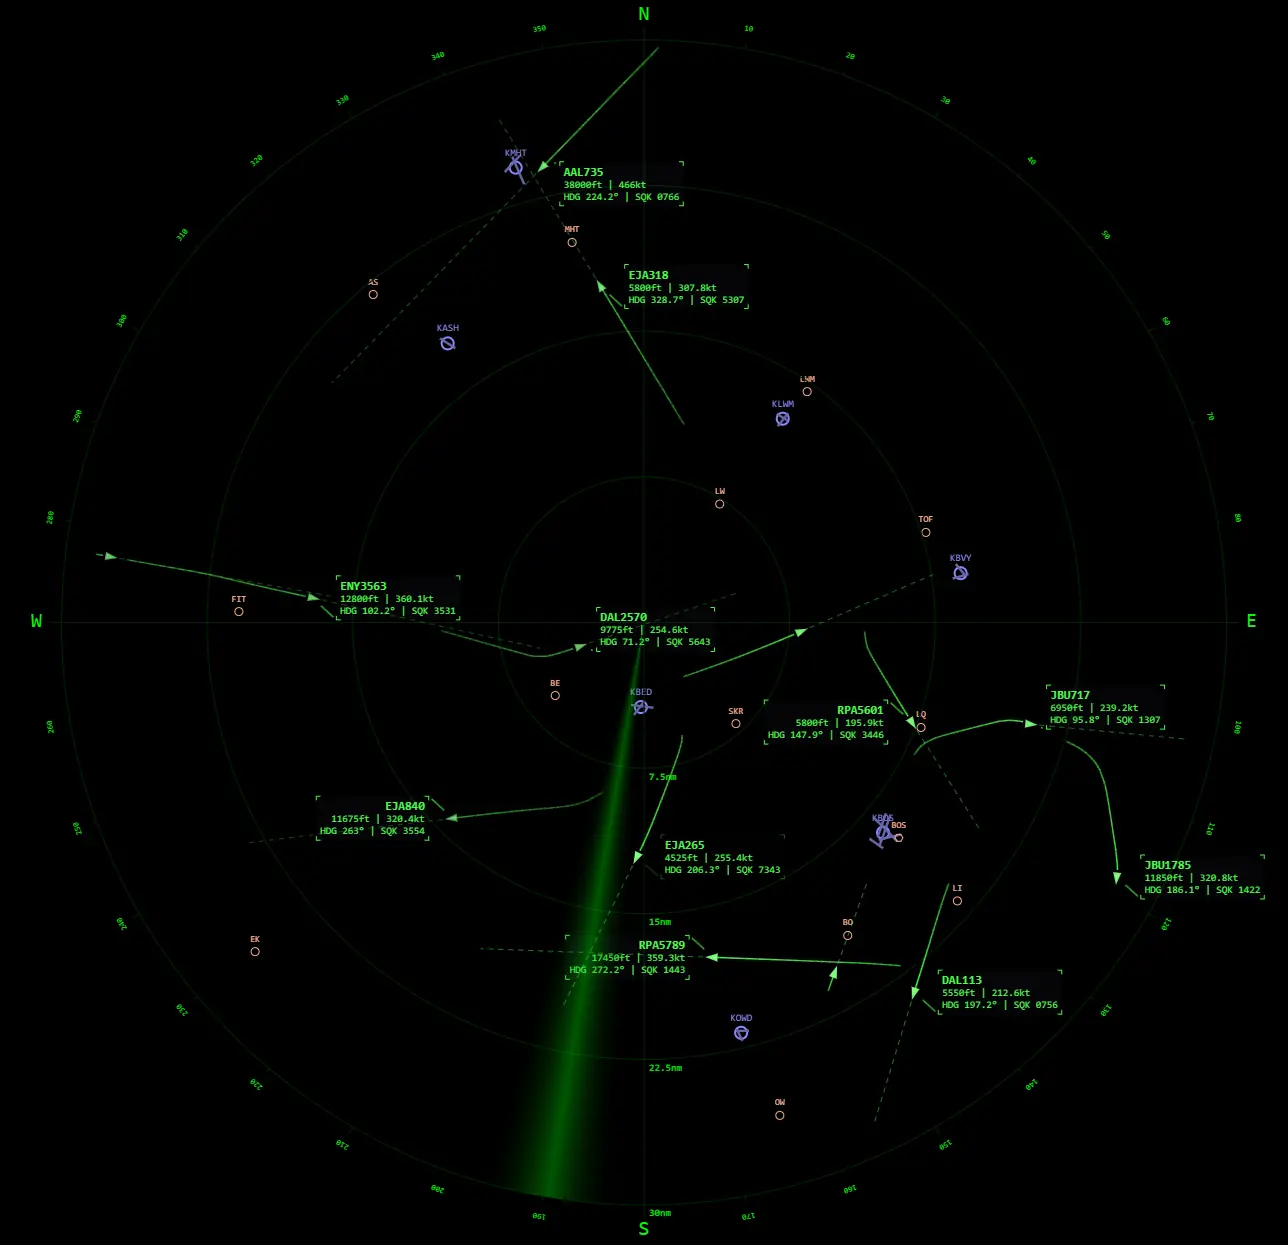 N
350
10
340
20
330
30
320
40
310
50
300
60
290
70
280
80
W
E
260
100
250
110
240
120
230
130
220
140
210
150
200
160
190
170
S
KMHT
AAL735
38000ft | 466kt
HDG 224.2° | SQK 0766
MHT
EJA318
5800ft | 307.8kt
HDG 328.7° | SQK 5307
AS
KASH
LWM
KLWM
LW
TOF
KBVY
ENY3563
12800ft | 360.1kt
HDG 102.2° | SQK 3531
FIT
DAL2570
9775ft | 254.6kt
HDG 71.2° | SQK 5643
BE
KBED
SKR
RPA5601
5800ft | 195.9kt
HDG 147.9° | SQK 3446
LQ
JBU717
6950ft | 239.2kt
HDG 95.8° | SQK 1307
7.5nm
EJA840
11675ft | 320.4kt
HDG 263° | SQK 3554
KBOS
BOS
EJA265
4525ft | 255.4kt
HDG 206.3° | SQK 7343
JBU1785
11850ft | 320.8kt
HDG 186.1° | SQK 1422
LI
15nm
BO
EK
RPA5789
17450ft | 359.3kt
HDG 272.2° | SQK 1443
DAL113
5550ft | 212.6kt
HDG 197.2° | SQK 0756
KOWD
22.5nm
OW
30nm